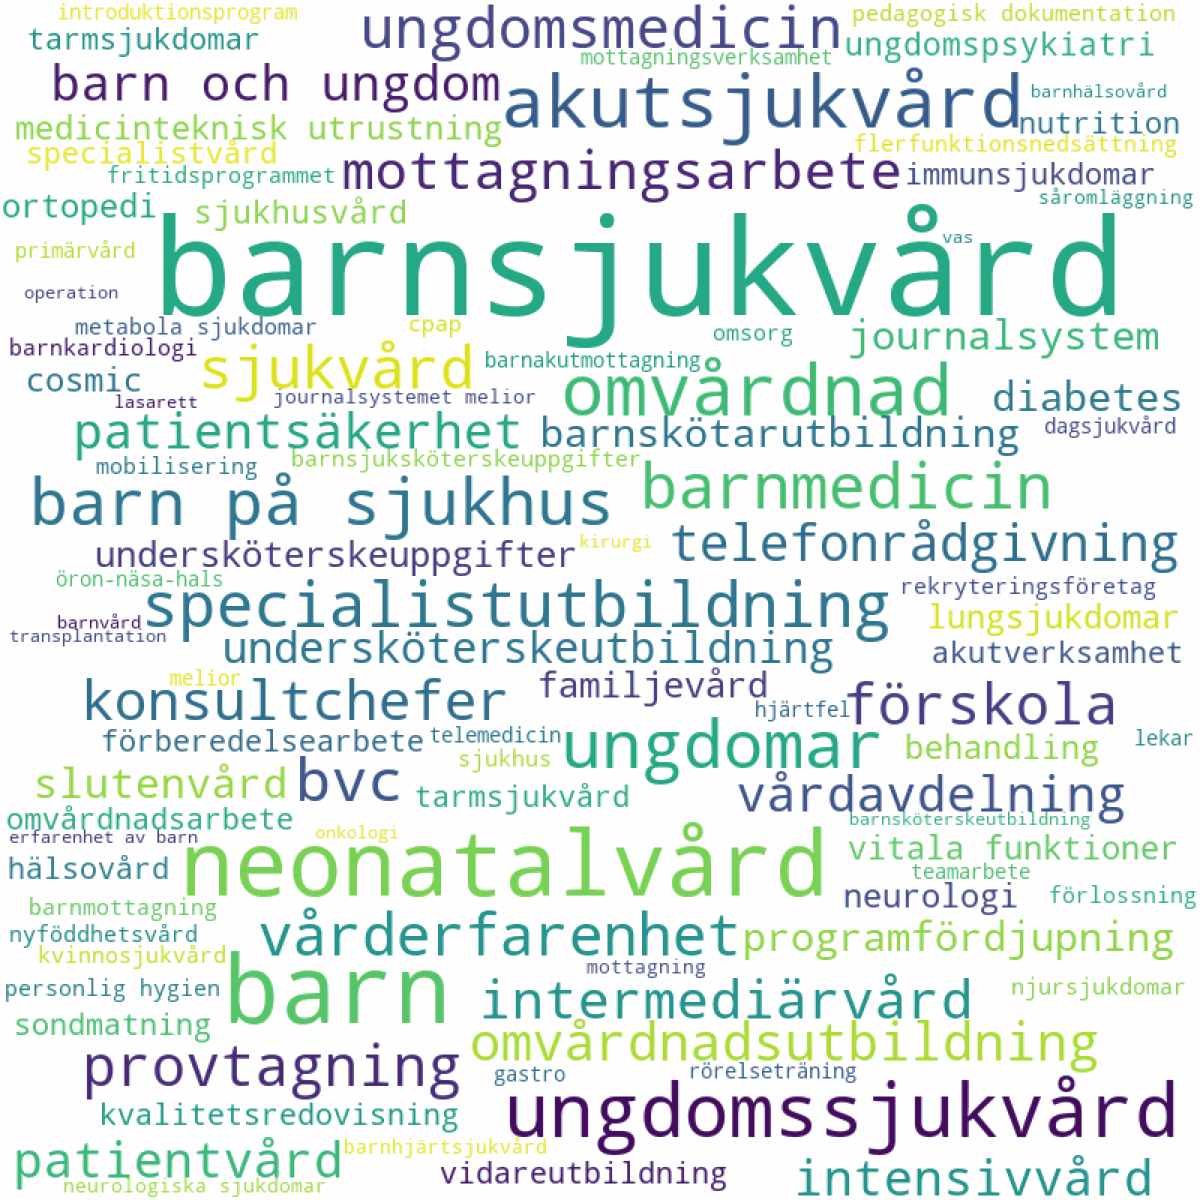 introduktionsprogram
ungdomsmedicin
pedagogisk dokumentation
tarmsjukdomar
mottagningsverksamhet
ungdomspsykiatri
barn och ungdom
akutsjukvård
barnhälsovård
medicinteknisk utrustning
nutrition
specialistvård
flerfunktionsnedsättning
fritidsprogrammet
mottagningsarbete
immunsjukdomar
ortopedi
sjukhusvård
såromläggning
primärvård
barnsjukvård
vas
operation
metabola sjukdomar
cpap
omsorg
journalsystem
barnkardiologi
sjukvård
barnakutmottagning
omvårdnad
cosmic
lasarett
journalsystemet melior
diabetes
patientsäkerhet
barnskötarutbildning
dagsjukvård
mobilisering
barnsjuksköterskeuppgifter
barn på sjukhus
barnmedicin
undersköterskeuppgifter
kirurgi
telefonrådgivning
öron-näsa-hals
specialistutbildning
rekryteringsföretag
barnvård
lungsjukdomar
transplantation
undersköterskeutbildning
akutverksamhet
melior
konsultchefer
familjevård
hjärtfel
förskola
förberedelsearbete
telemedicin
ungdomar
behandling
lekar
sjukhus
slutenvård
bvc
tarmsjukvård
vårdavdelning
omvårdnadsarbete
barnsköterskeutbildning
erfarenhet av barn
onkologi
neonatalvård
vitala funktioner
hälsovård
teamarbete
neurologi
förlossning
barnmottagning
nyföddhetsvård
vårderfarenhet
programfördjupning
kvinnosjukvård
barn
mottagning
personlig hygien
intermediärvård
njursjukdomar
sondmatning
omvårdnadsutbildning
provtagning
gastro
rörelseträning
kvalitetsredovisning
ungdomssjukvård
patientvård
barnhjärtsjukvård
vidareutbildning
intensivvård
neurologiska sjukdomar